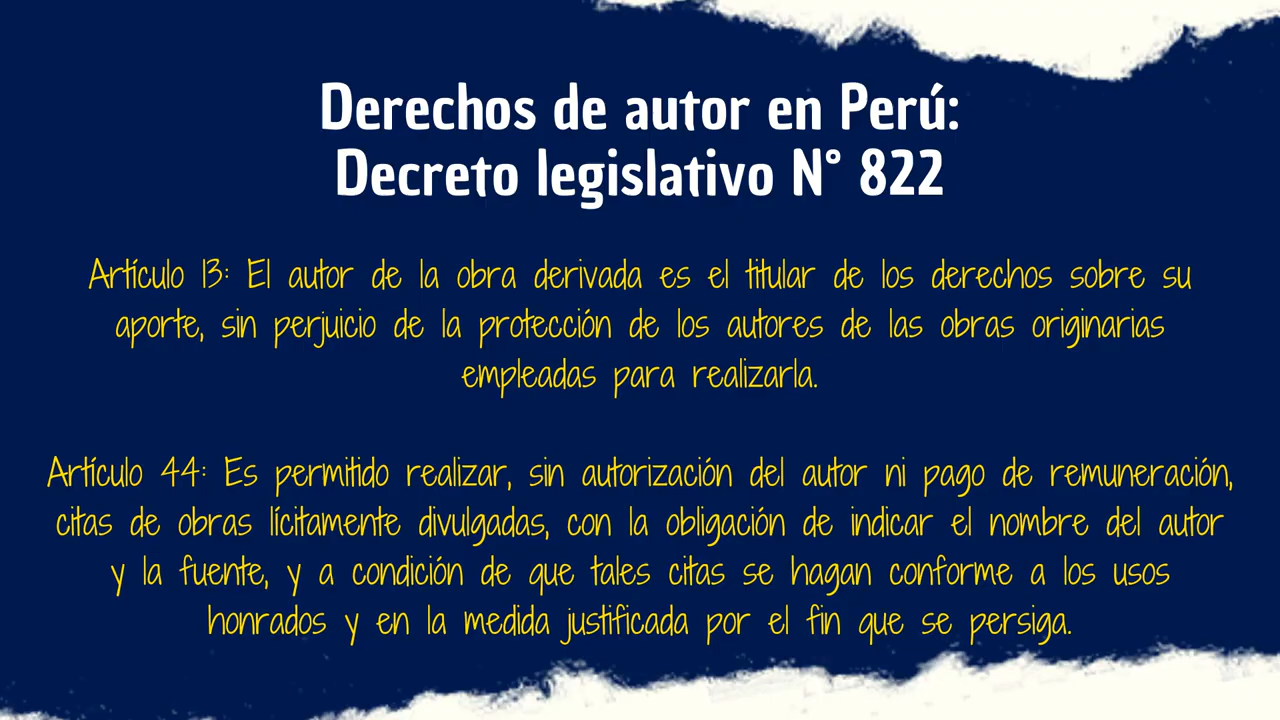 Derechos de autor en Perú:
Decreto legislativo N° 822
Artículo 13: El autor de la obra derivada es el titular de los derechos sobre su
aporte, sin perjuicio de la protección de los autores de las obras originarias
empleadas para realizarla.
Artículo 44: Es permitido realizar, sin autorización del autor ni pago de remuneración,
citas de obras lícitamente divulgadas, con la obligación de indicar el nombre del autor
y la fuente, y a condición de que tales citas se hagan conforme a los usos
honrados y en la medida justificada por el fin que se persiga.